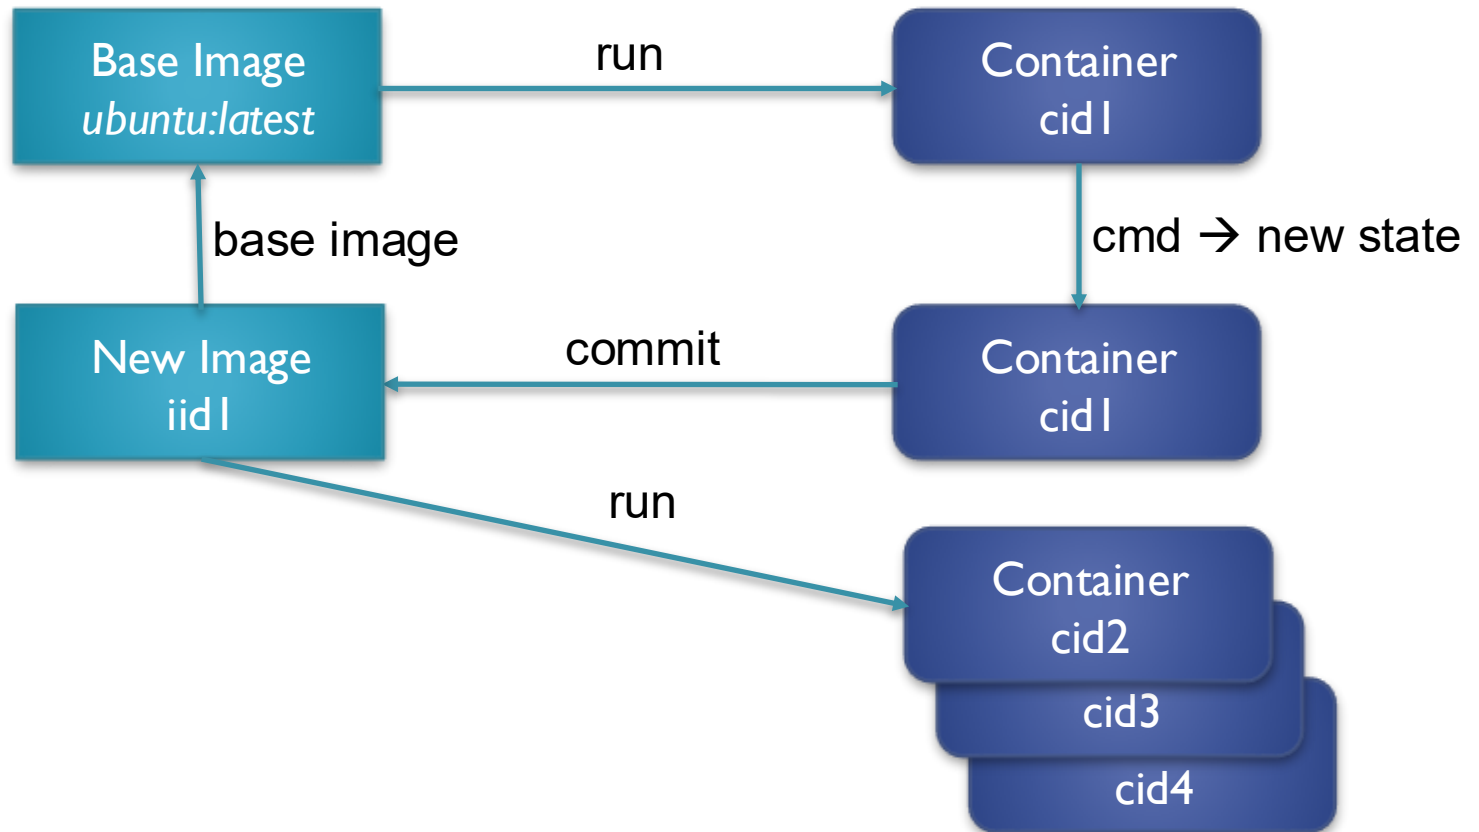 Base Image
ubuntu:latest
run
Container
cid1
base image
cmd → new state
New Image
iid1
commit
Container
cid1
run
Container
cid2
cid3
cid4